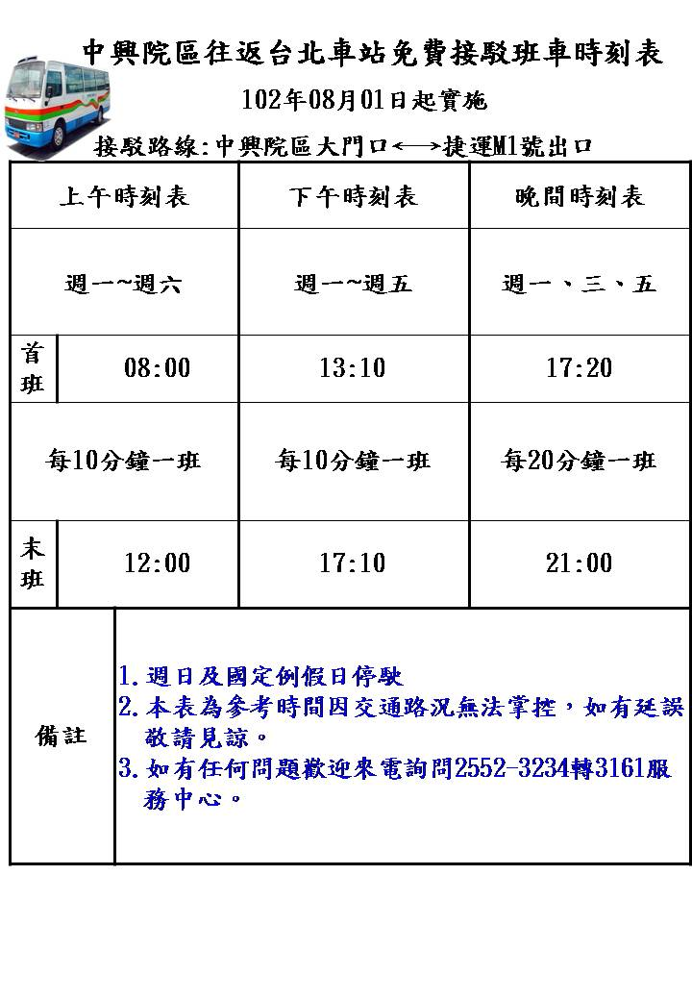 中興院區往返台北車站免費接駁班車時刻表
102年08月01日起實施
接駁路線:中興院區大門口<-->捷運M1號出口
上午時刻表 下午時刻表 晚間時刻表
週一~週六 週一~週五 週一、三、五
首班 08:00 13:10 17:20
每10分鐘一班 每10分鐘一班 每20分鐘一班
末班 12:00 17:10 21:00
備註
1.週日及國定例假日停駛
2.本表為參考時間因交通路況無法掌控，如有延誤
敬請見諒。
3.如有任何問題歡迎來電詢問2552-3234轉3161服
務中心。